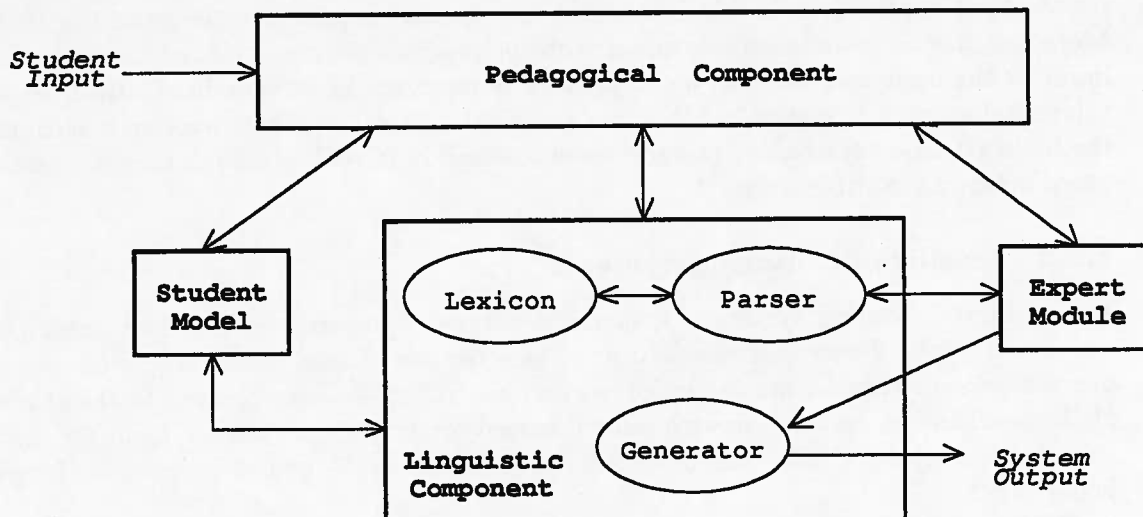 Student
Input
Pedagogical Component
Student
Model
Lexicon
Parser
Expert
Module
Generator
Linguistic
Component
System
Output